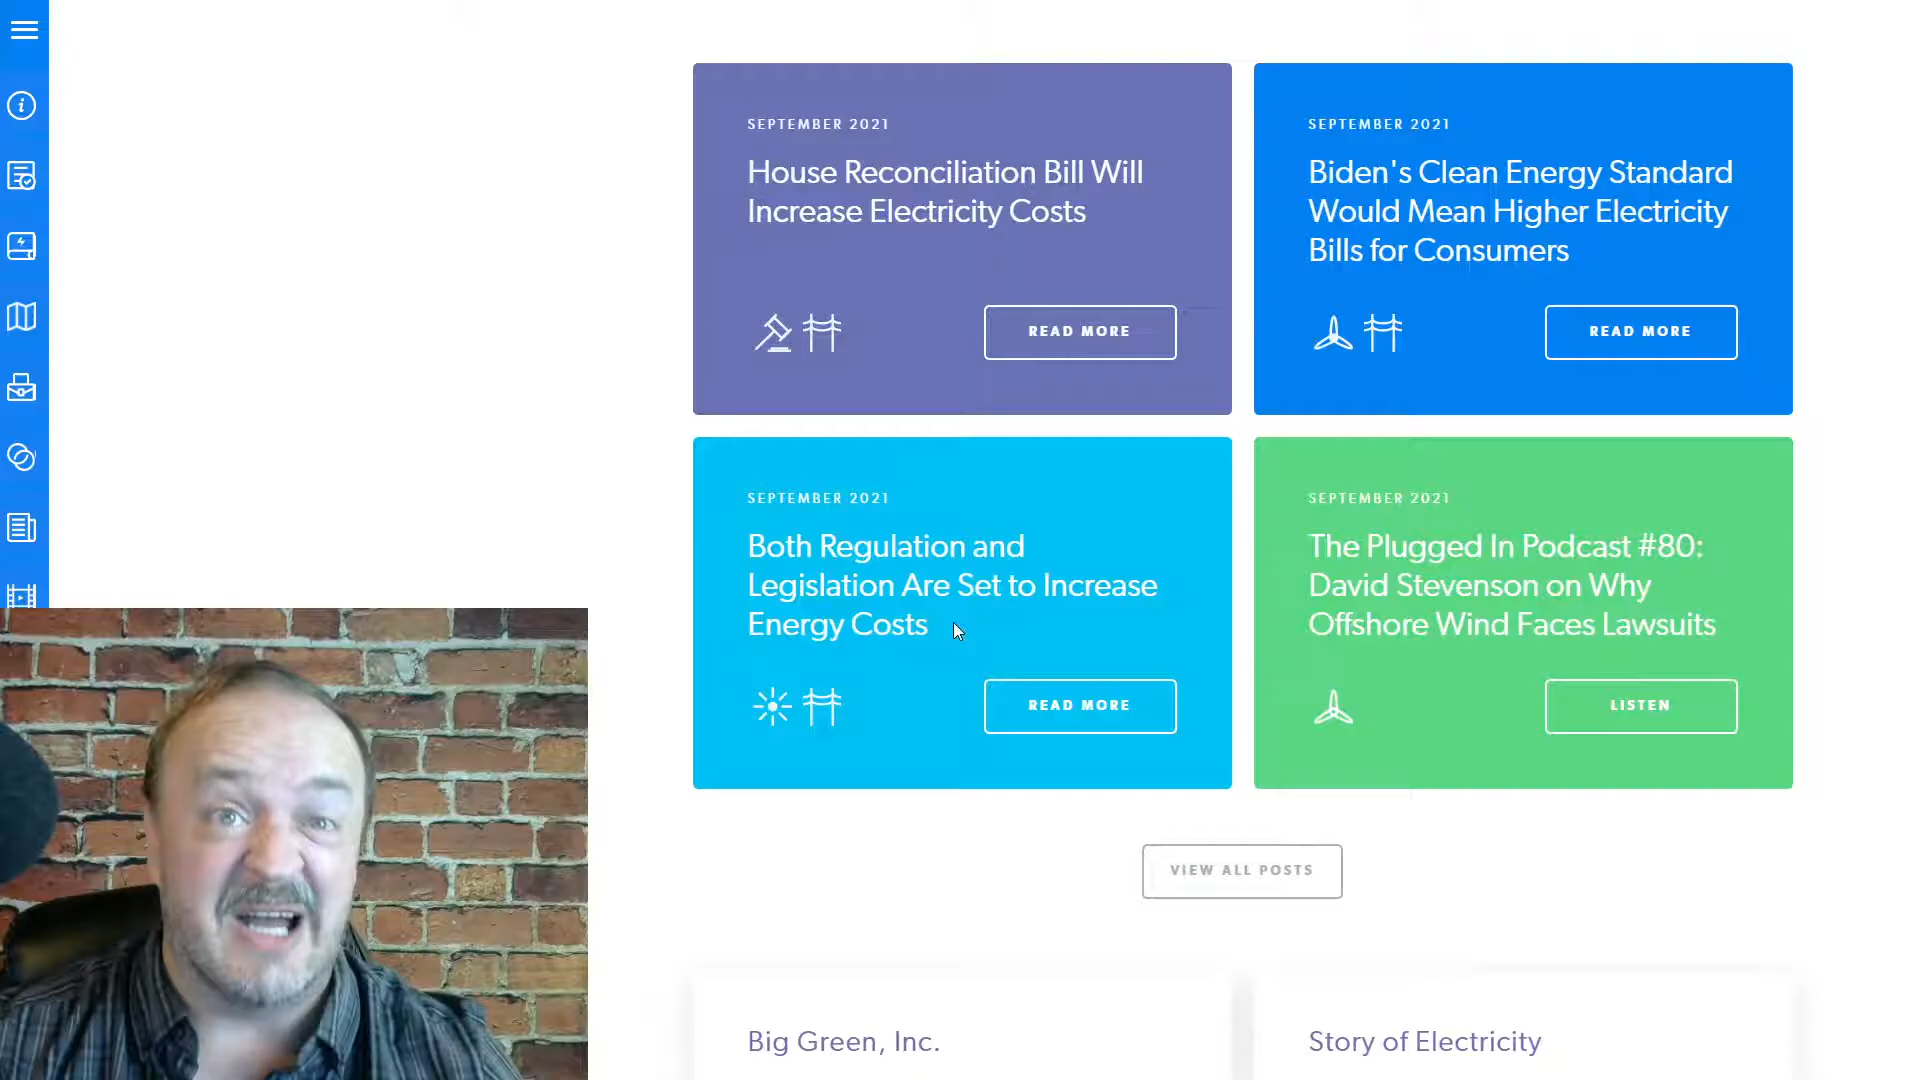 SEPTEMBER 2021
House Reconciliation Bill Will
Increase Electricity Costs
READ MORE
SEPTEMBER 2021
Biden's Clean Energy Standard
Would Mean Higher Electricity
Bills for Consumers
READ MORE
SEPTEMBER 2021
Both Regulation and
Legislation Are Set to Increase
Energy Costs
READ MORE
SEPTEMBER 2021
The Plugged In Podcast #80:
David Stevenson on Why
Offshore Wind Faces Lawsuits
LISTEN
VIEW ALL POSTS
Big Green, Inc.
Story of Electricity